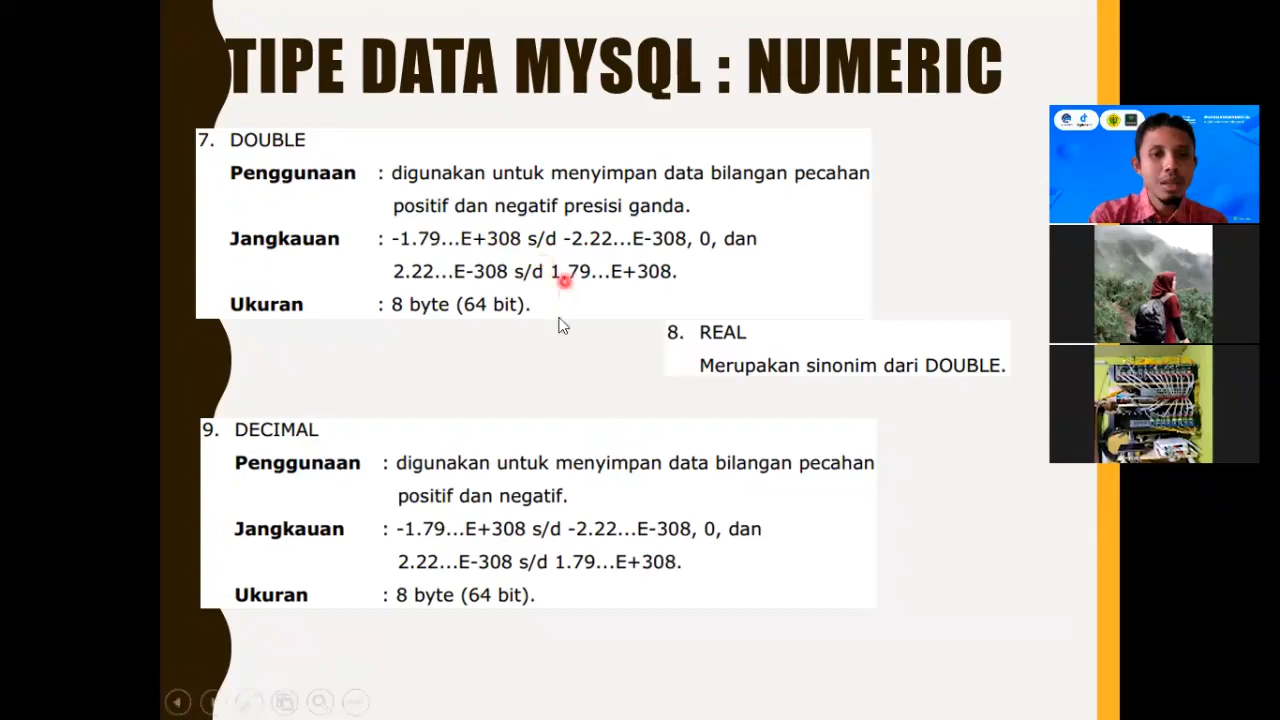 TIPE DATA MYSQL : NUMERIC
7. DOUBLE
Penggunaan : digunakan untuk menyimpan data bilangan pecahan
positif dan negatif presisi ganda.
Jangkauan : -1.79...E+308 s/d -2.22...E-308, 0, dan
2.22...E-308 s/d 1.79...E+308.
Ukuran : 8 byte (64 bit).
8. REAL
Merupakan sinonim dari DOUBLE.
9. DECIMAL
Penggunaan : digunakan untuk menyimpan data bilangan pecahan
positif dan negatif.
Jangkauan : -1.79...E+308 s/d -2.22...E-308, 0, dan
2.22...E-308 s/d 1.79...E+308.
Ukuran : 8 byte (64 bit).